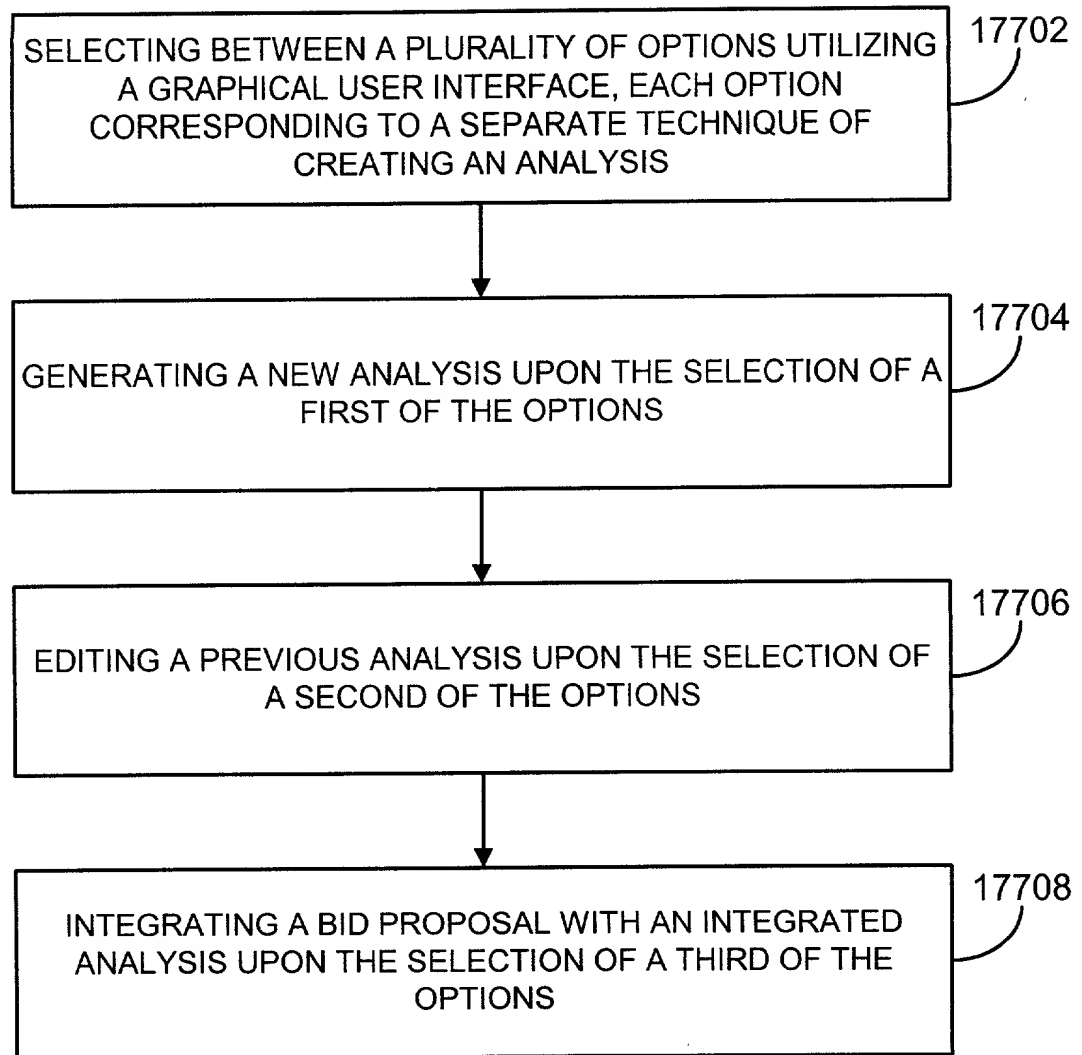 SELECTING BETWEEN A PLURALITY OF OPTIONS UTILIZING
A GRAPHICAL USER INTERFACE, EACH OPTION
CORRESPONDING TO A SEPARATE TECHNIQUE OF
CREATING AN ANALYSIS
17702
GENERATING A NEW ANALYSIS UPON THE SELECTION OF A
FIRST OF THE OPTIONS
17704
EDITING A PREVIOUS ANALYSIS UPON THE SELECTION OF
A SECOND OF THE OPTIONS
17706
INTEGRATING A BID PROPOSAL WITH AN INTEGRATED
ANALYSIS UPON THE SELECTION OF A THIRD OF THE
OPTIONS
17708